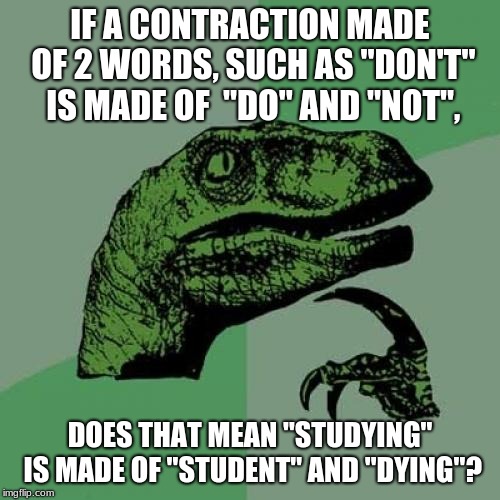 IF A CONTRACTION MADE
OF 2 WORDS, SUCH AS "DON'T"
IS MADE OF "DO" AND "NOT",
DOES THAT MEAN "STUDYING"
IS MADE OF "STUDENT" AND "DYING"?
imgflip.com